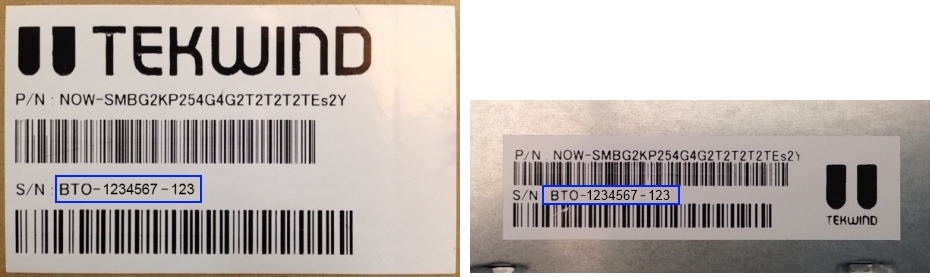 TEKWIND
P/N : NOW-SMBG2KP254G4G2T2T2T2TEs2Y
S/N : BTO-1234567-123
P/N : NOW-SMBG2KP254G4G2T2T2T2TEs2Y
S/N BTO-1234567-123
TEKWIND